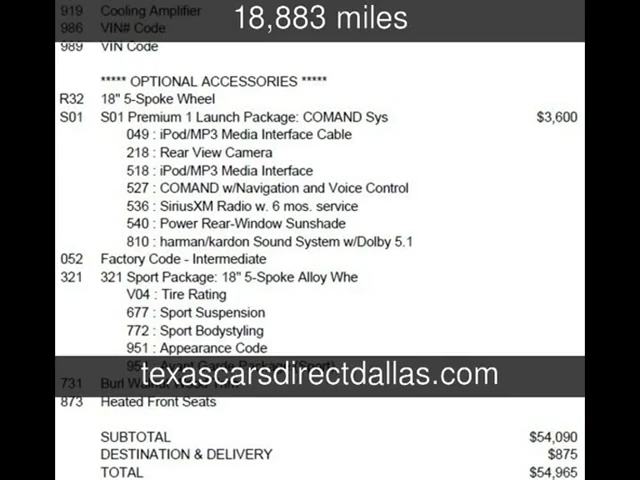 919 Cooling Amplifier
18,883 miles
986 VIN# Code
989 VIN Code
***** OPTIONAL ACCESSORIES *****
R32 18" 5-Spoke Wheel
S01 S01 Premium 1 Launch Package: COMAND Sys $3,600
049 : iPod/MP3 Media Interface Cable
218 : Rear View Camera
518 : iPod/MP3 Media Interface
527 : COMAND w/Navigation and Voice Control
536 : SiriusXM Radio w. 6 mos. service
540 : Power Rear-Window Sunshade
810 : harman/kardon Sound System w/Dolby 5.1
052 Factory Code - Intermediate
321 321 Sport Package: 18" 5-Spoke Alloy Whe
V04 : Tire Rating
677 : Sport Suspension
772 : Sport Bodystyling
951 : Appearance Code
texascarsdirectdallas.com
731 Burl Walnut Wood Trim
873 Heated Front Seats
SUBTOTAL $54,090
DESTINATION & DELIVERY $875
TOTAL $54,965